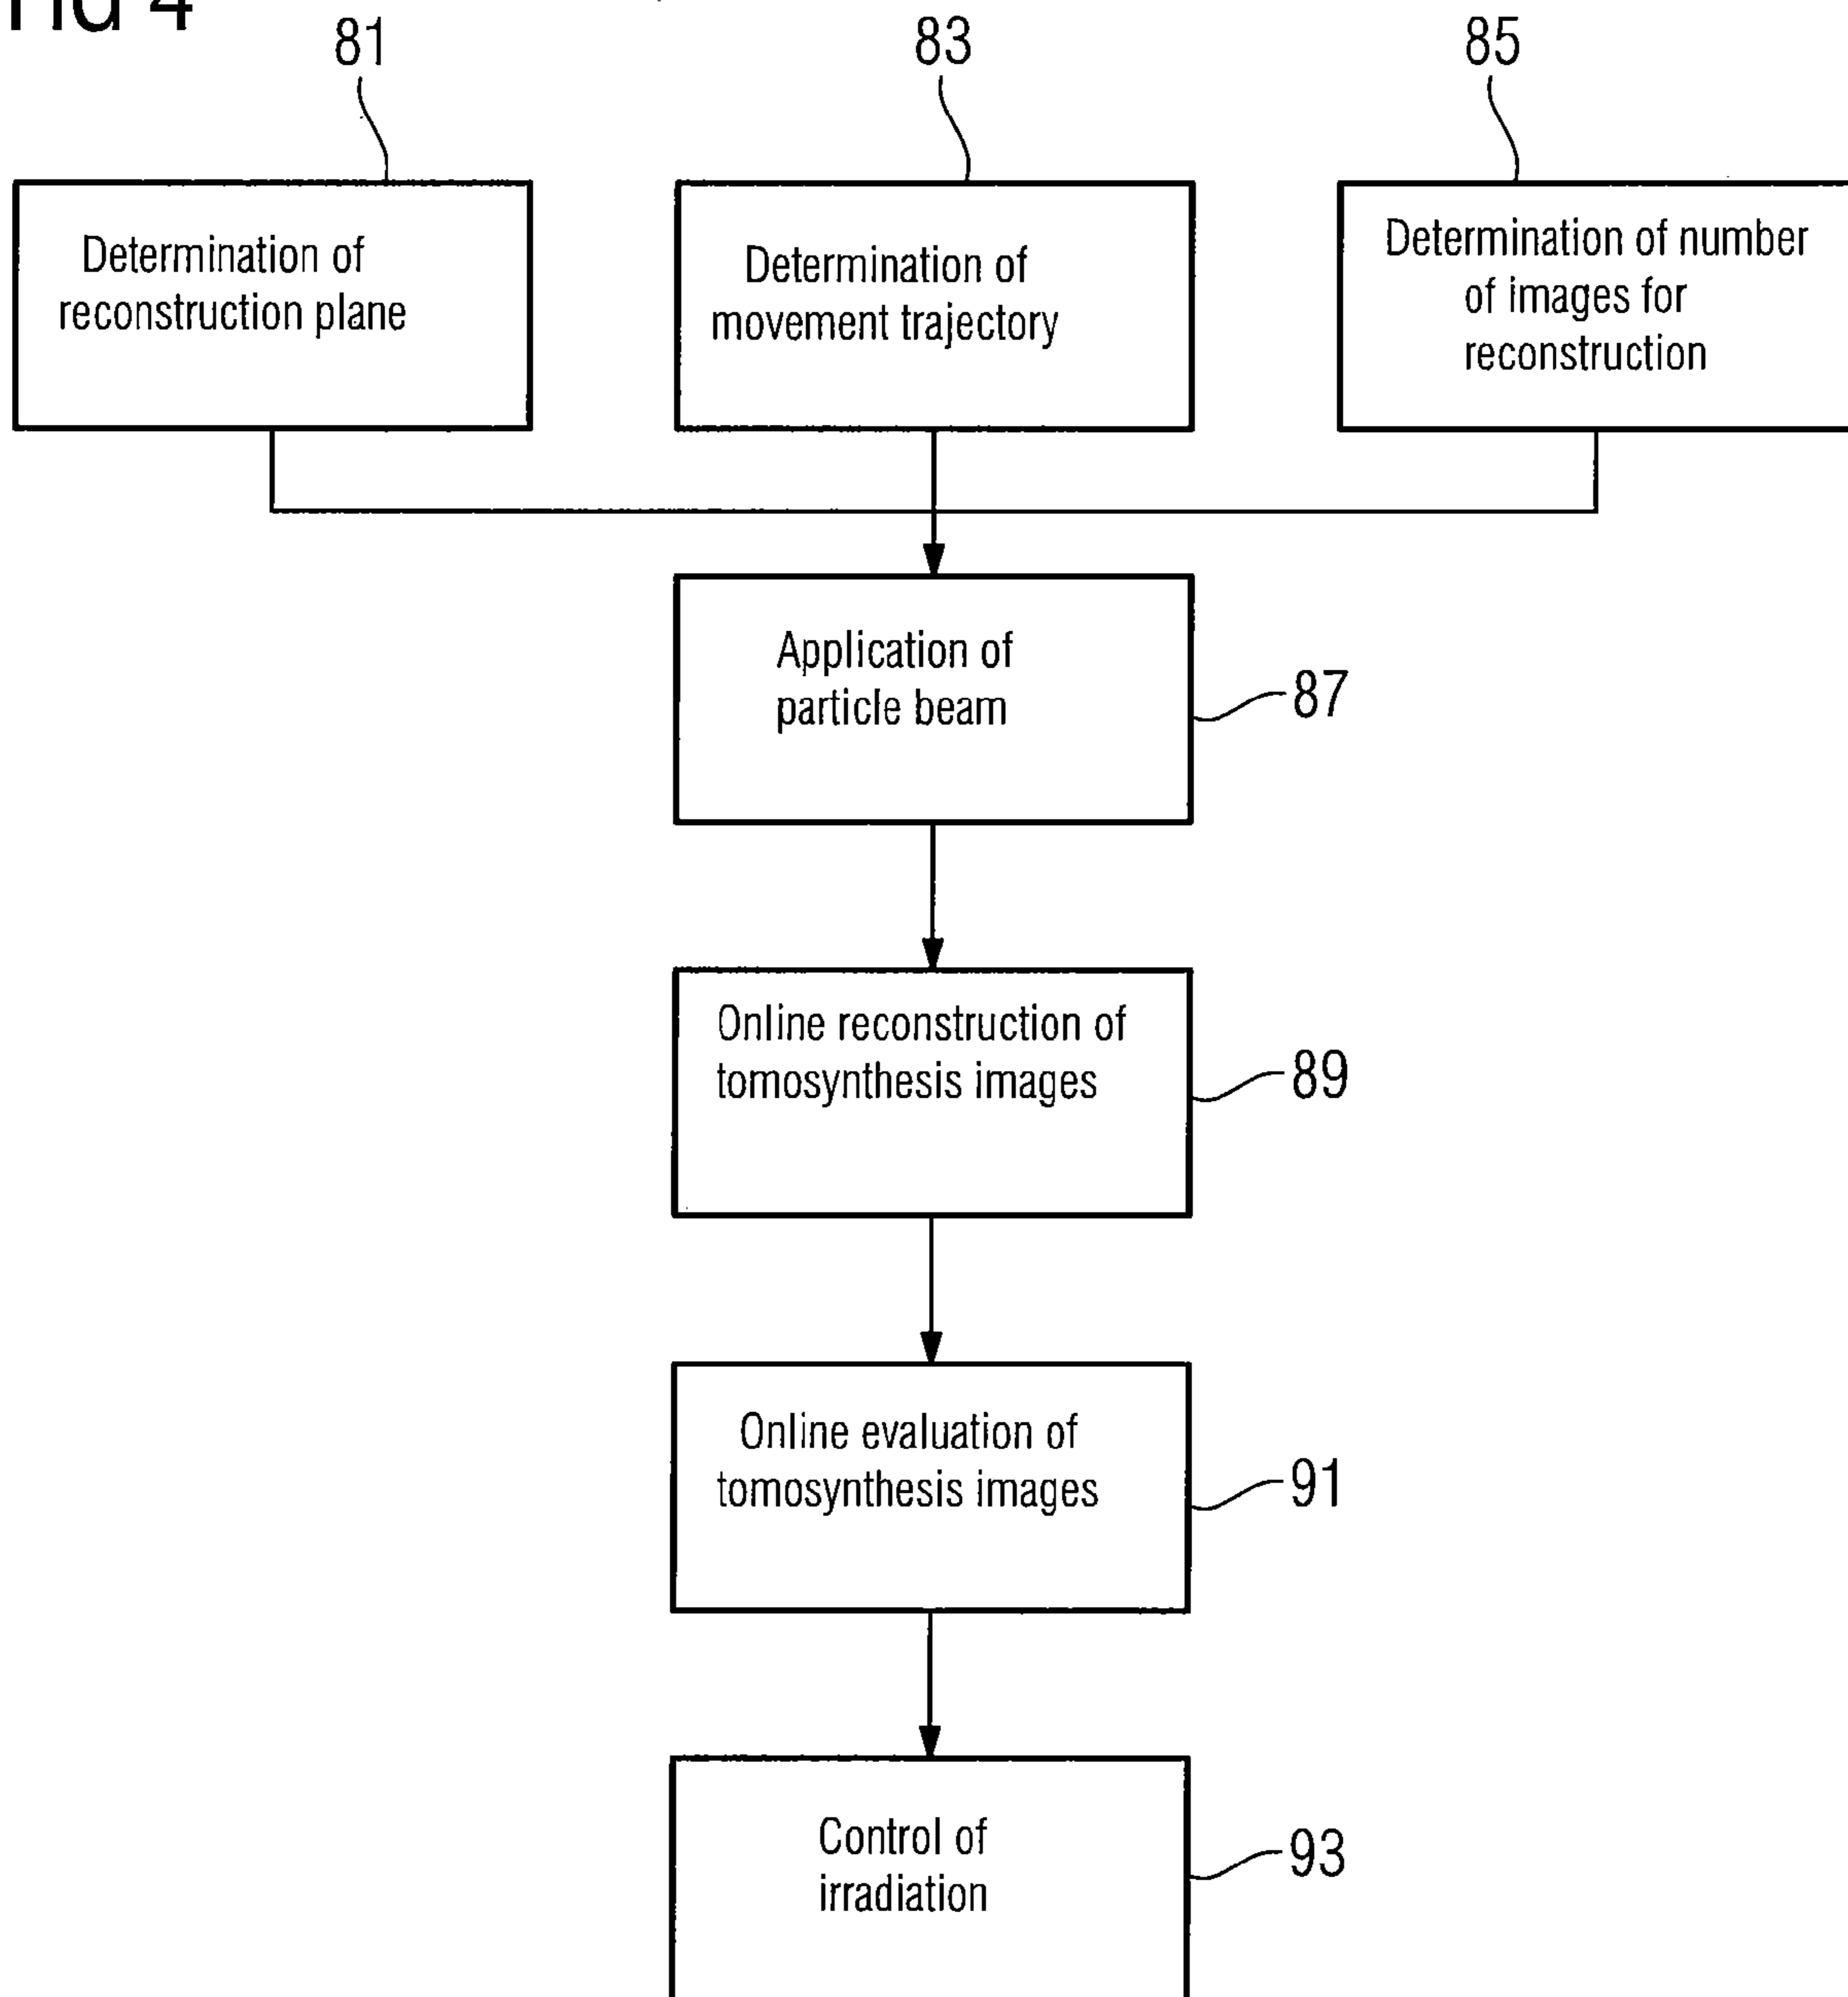 FIG 4
81
83
85
Determination of
reconstruction plane
Determination of
movement trajectory
Determination of number
of images for
reconstruction
Application of
particle beam
87
Online reconstruction of
tomosynthesis images
89
Online evaluation of
tomosynthesis images
91
Control of
irradiation
93